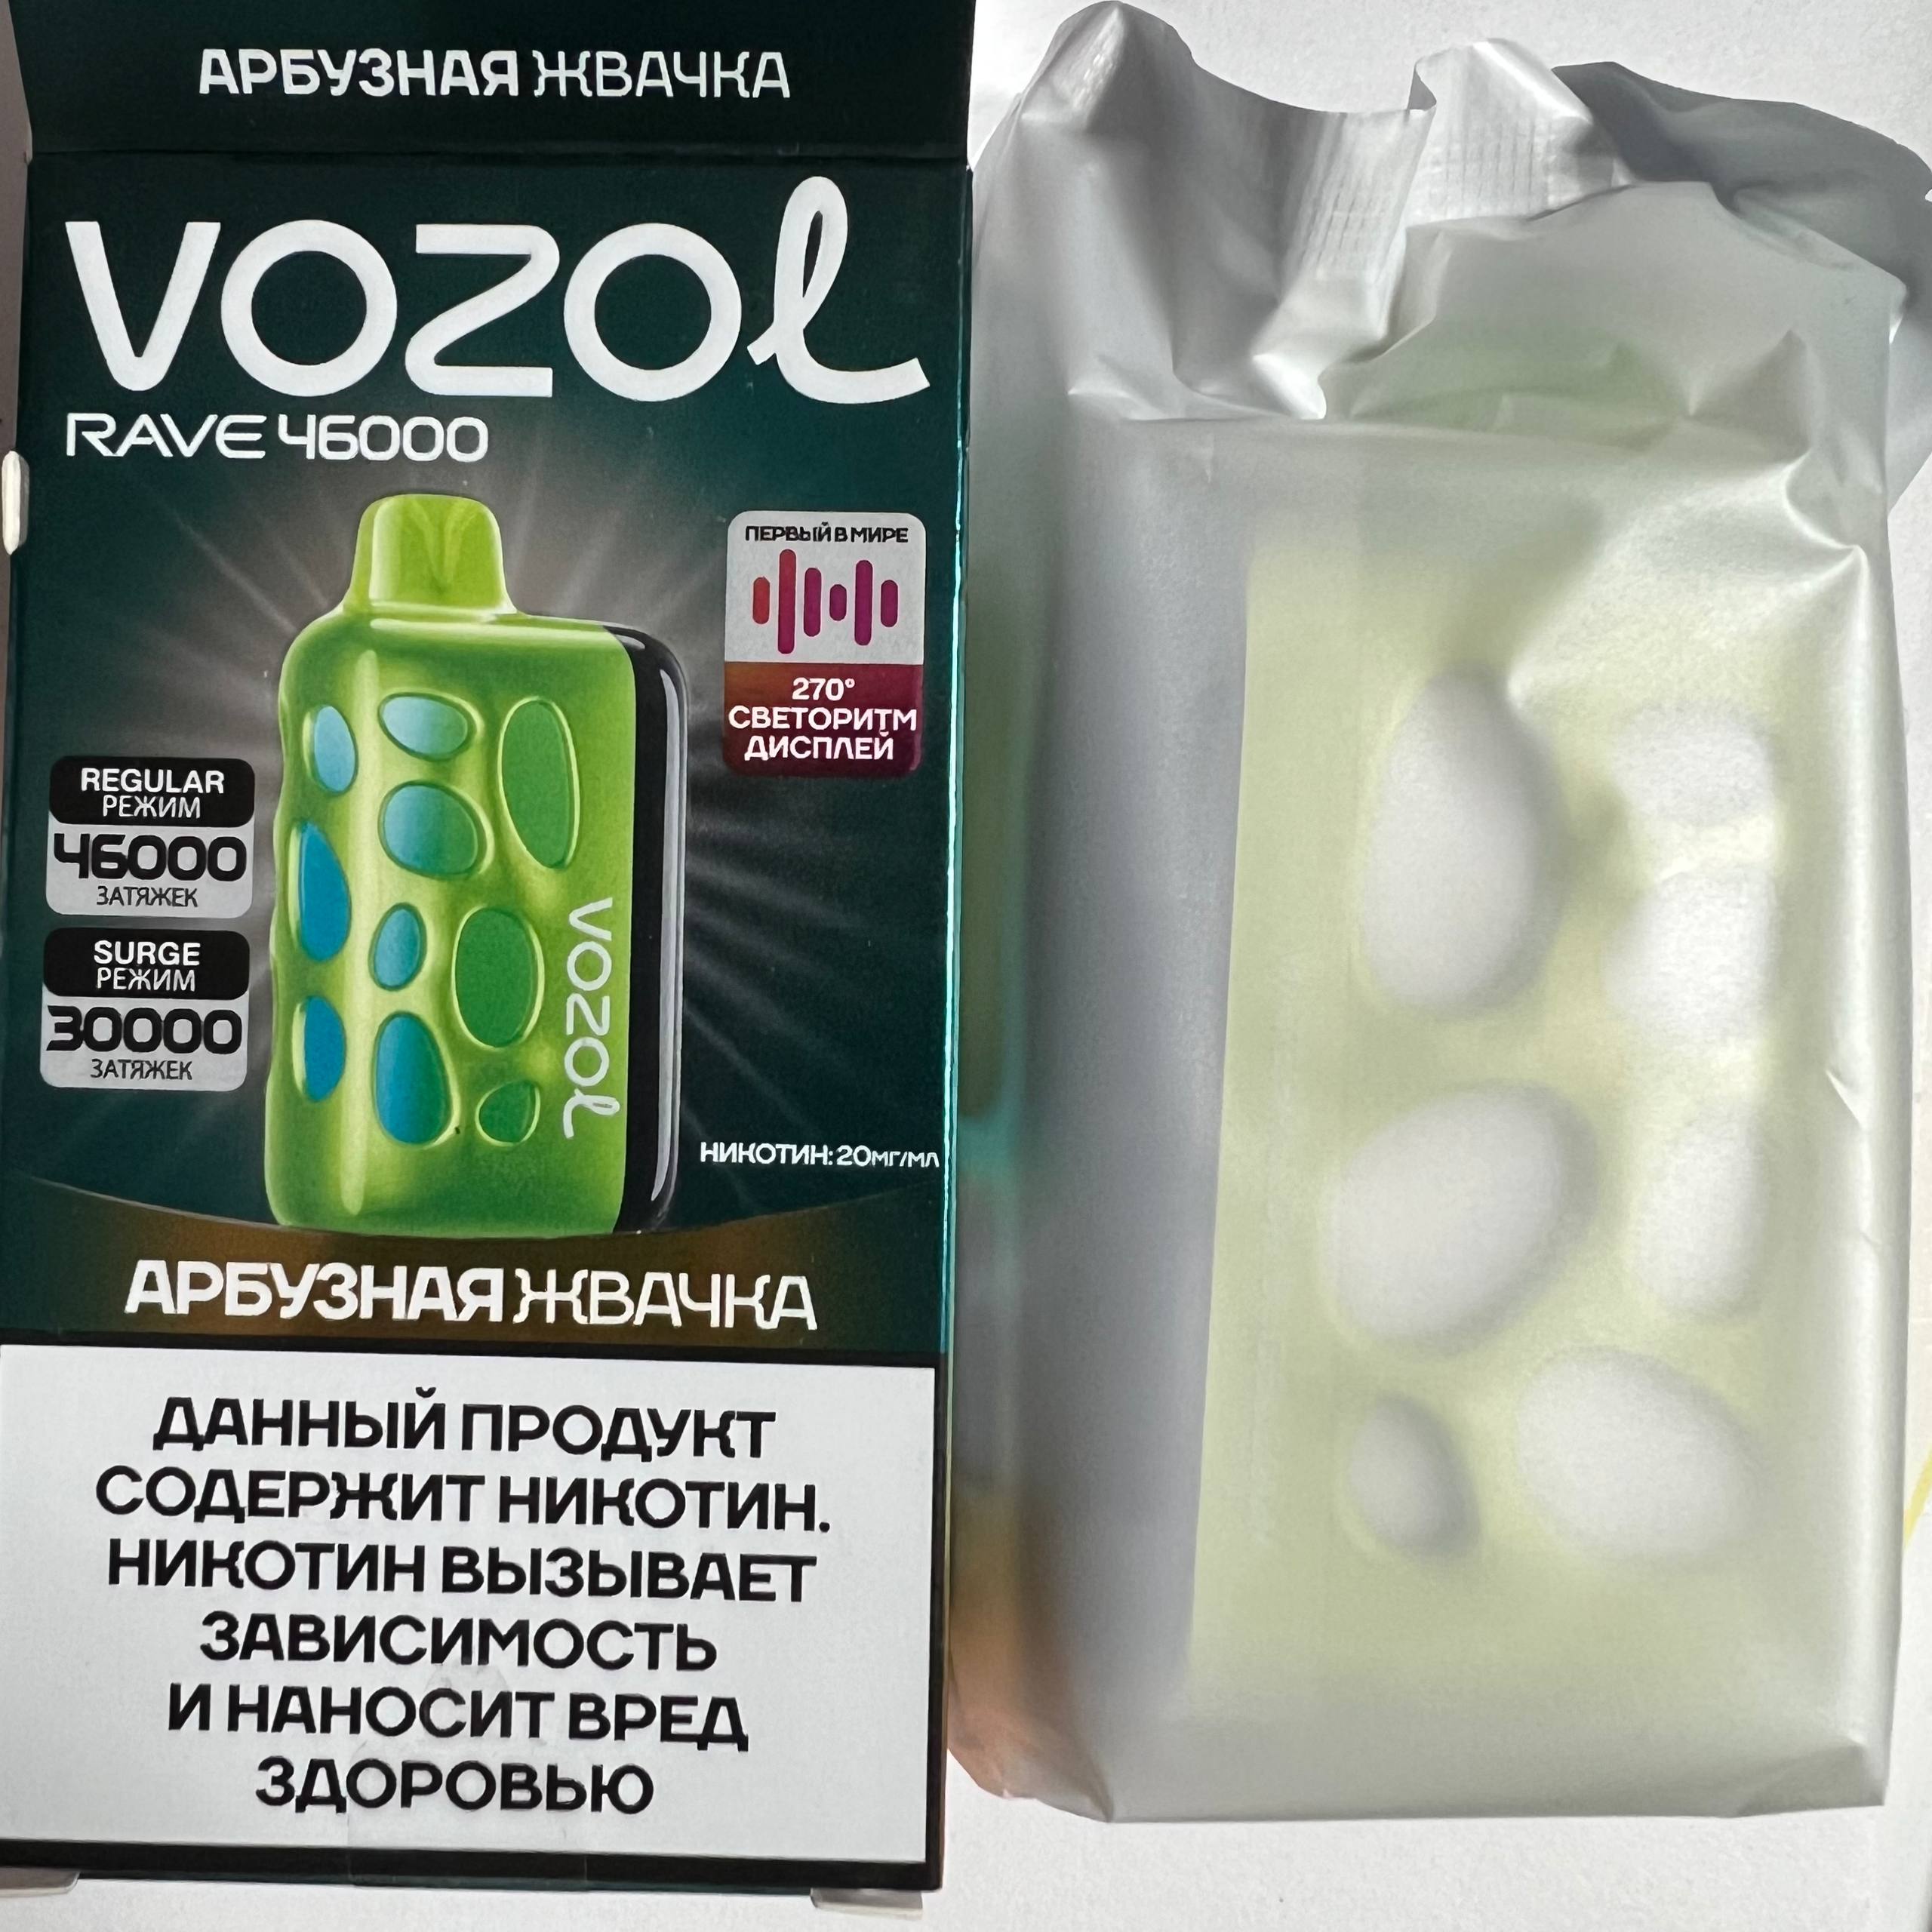 АРБУЗНАЯ ЖВАЧКА
VOZOL
RAVE 46000
ПЕРВЫЙ В МИРЕ
270°
СВЕТОРИТМ
ДИСПЛЕЙ
REGULAR
РЕЖИМ
46000
ЗАТЯЖЕК
SURGE
РЕЖИМ
30000
ЗАТЯЖЕК
VOZOL
НИКОТИН: 20МГ/МЛ
АРБУЗНАЯ ЖВАЧКА
ДАННЫЙ ПРОДУКТ
СОДЕРЖИТ НИКОТИН.
НИКОТИН ВЫЗЫВАЕТ
ЗАВИСИМОСТЬ
И НАНОСИТ ВРЕД
ЗДОРОВЬЮ